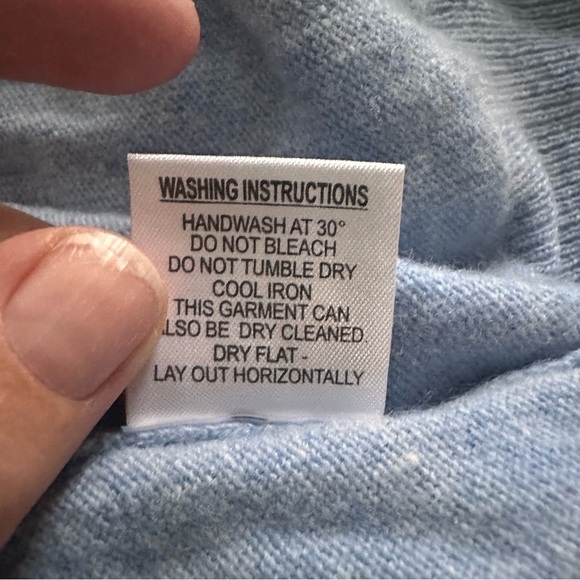 WASHING INSTRUCTIONS
HANDWASH AT 30°
DO NOT BLEACH
DO NOT TUMBLE DRY
COOL IRON
THIS GARMENT CAN
ALSO BE DRY CLEANED.
DRY FLAT -
LAY OUT HORIZONTALLY